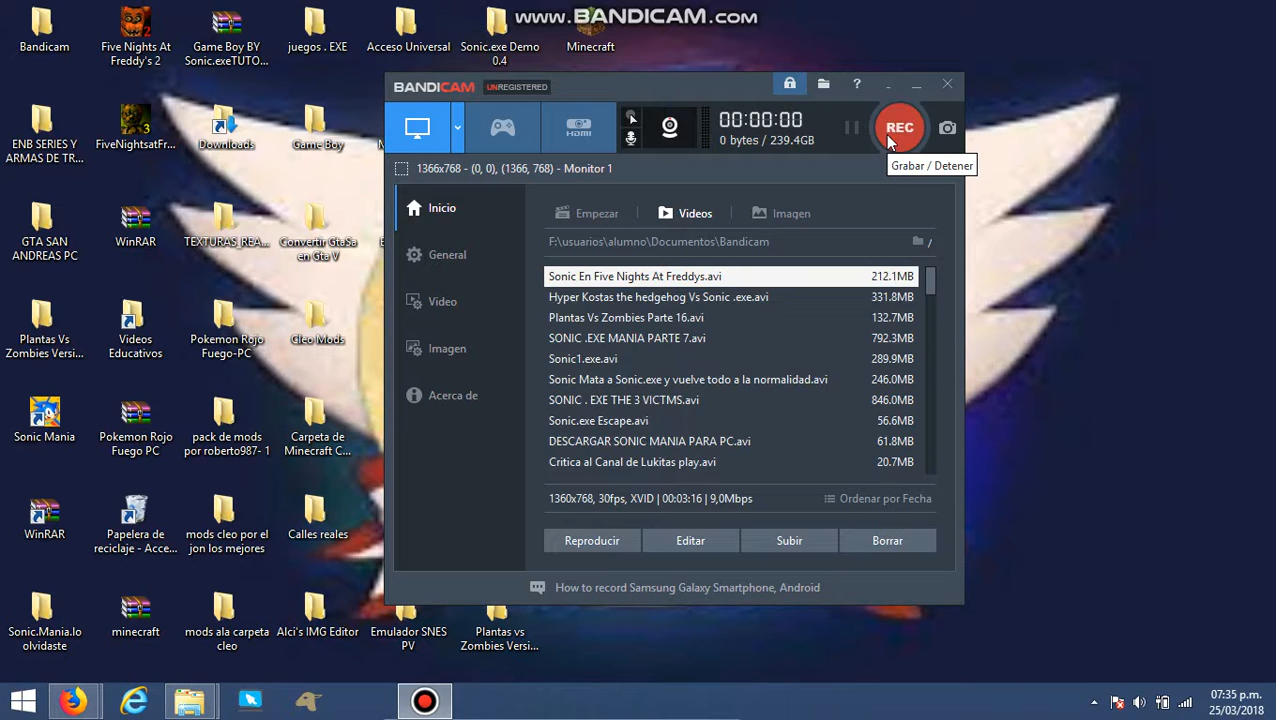 www.BANDICAM.com
Bandicam
Five Nights At
Freddy's 2
Game Boy BY
Sonic.exeTUTO...
juegos . EXE
Acceso Universal
Sonic.exe Demo
0.4
Minecraft
ENB SERIES Y
ARMAS DE TR...
FiveNightsatFr...
Downloads
Game Boy
GTA SAN
ANDREAS PC
WinRAR
TEXTURAS_REA...
Convertir GtaSa
en Gta V
Plantas Vs
Zombies Versi...
Videos
Educativos
Pokemon Rojo
Fuego-PC
Cleo Mods
Sonic Mania
Pokemon Rojo
Fuego PC
pack de mods
por roberto987- 1
Carpeta de
Minecraft C...
WinRAR
Papelera de
reciclaje - Acce...
mods cleo por el
jon los mejores
Calles reales
Sonic.Mania.lo
olvidaste
minecraft
mods ala carpeta
cleo
Alci's IMG Editor
Emulador SNES
PV
Plantas vs
Zombies Versi...
BANDICAM UNREGISTERED
?
HDMI
00:00:00
0 bytes / 239.4GB
REC
Grabar / Detener
1366x768 - (0, 0), (1366, 768) - Monitor 1
Inicio
General
Video
Imagen
Acerca de
Empezar
Videos
Imagen
F:\usuarios\alumno\Documentos\Bandicam
/
Sonic En Five Nights At Freddys.avi 212.1MB
Hyper Kostas the hedgehog Vs Sonic .exe.avi 331.8MB
Plantas Vs Zombies Parte 16.avi 132.7MB
SONIC .EXE MANIA PARTE 7.avi 792.3MB
Sonic1.exe.avi 289.9MB
Sonic Mata a Sonic.exe y vuelve todo a la normalidad.avi 246.0MB
SONIC . EXE THE 3 VICTMS.avi 846.0MB
Sonic.exe Escape.avi 56.6MB
DESCARGAR SONIC MANIA PARA PC.avi 61.8MB
Critica al Canal de Lukitas play.avi 20.7MB
1360x768, 30fps, XVID | 00:03:16 | 9,0Mbps
Ordenar por Fecha
Reproducir
Editar
Subir
Borrar
How to record Samsung Galaxy Smartphone, Android
07:35 p.m.
25/03/2018